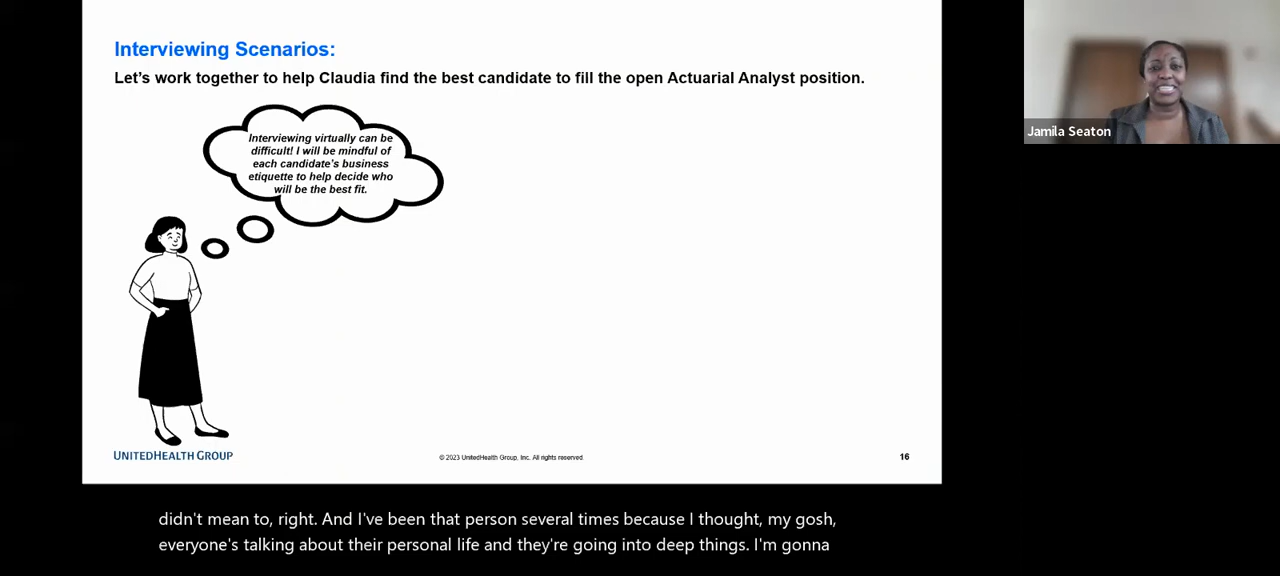 Interviewing Scenarios:
Let's work together to help Claudia find the best candidate to fill the open Actuarial Analyst position.
Interviewing virtually can be
difficult! I will be mindful of
each candidate's business
etiquette to help decide who
will be the best fit.
Jamila Seaton
UNITEDHEALTH GROUP
© 2023 UnitedHealth Group, Inc. All rights reserved.
16
didn't mean to, right. And I've been that person several times because I thought, my gosh,
everyone's talking about their personal life and they're going into deep things. I'm gonna